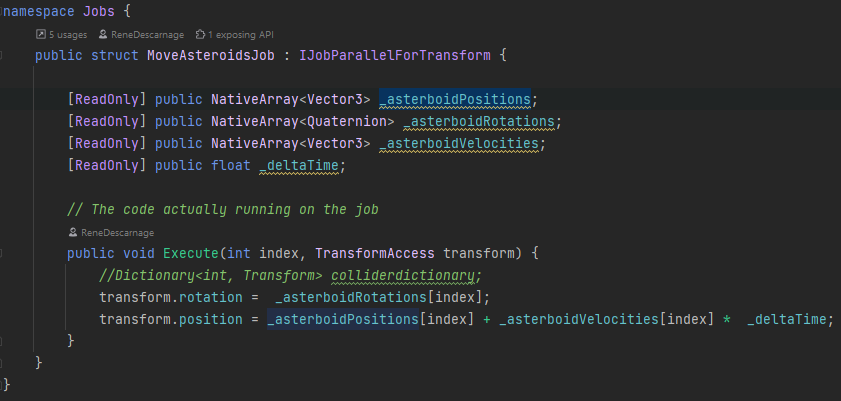 namespace Jobs {
5 usages ReneDescarnage 1 exposing API
public struct MoveAsteroidsJob : IJobParallelForTransform {
[ReadOnly] public NativeArray<Vector3> _asterboidPositions;
[ReadOnly] public NativeArray<Quaternion> _asterboidRotations;
[ReadOnly] public NativeArray<Vector3> _asterboidVelocities;
[ReadOnly] public float _deltaTime;
// The code actually running on the job
ReneDescarnage
public void Execute(int index, TransformAccess transform) {
//Dictionary<int, Transform> colliderdictionary;
transform.rotation =  _asterboidRotations[index];
transform.position = _asterboidPositions[index] + _asterboidVelocities[index] *  _deltaTime;
}
}
}